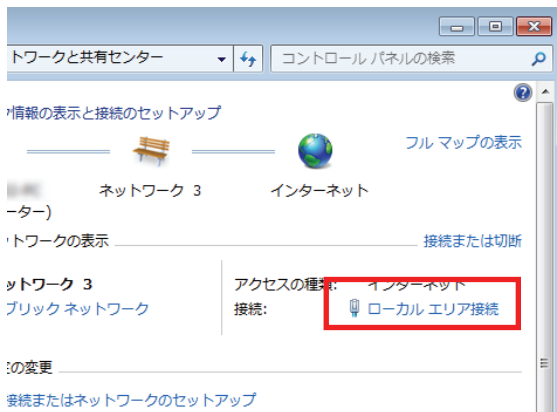 トワークと共有センター
コントロール パネルの検索
情報の表示と接続のセットアップ
フル マップの表示
ネットワーク 3
インターネット
ーター)
トワークの表示
接続または切断
ットワーク 3
アクセスの種類:
インターネット
ブリック ネットワーク
接続:
ローカル エリア接続
の変更
接続またはネットワークのセットアップ